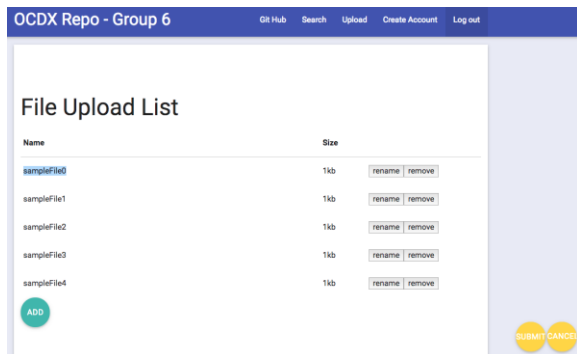 OCDX Repo - Group 6 Git Hub Search Upload Create Account Log out
File Upload List
Name Size
sampleFile0 1kb rename remove
sampleFile1 1kb rename remove
sampleFile2 1kb rename remove
sampleFile3 1kb rename remove
sampleFile4 1kb rename remove
ADD
SUBMIT CANCEL